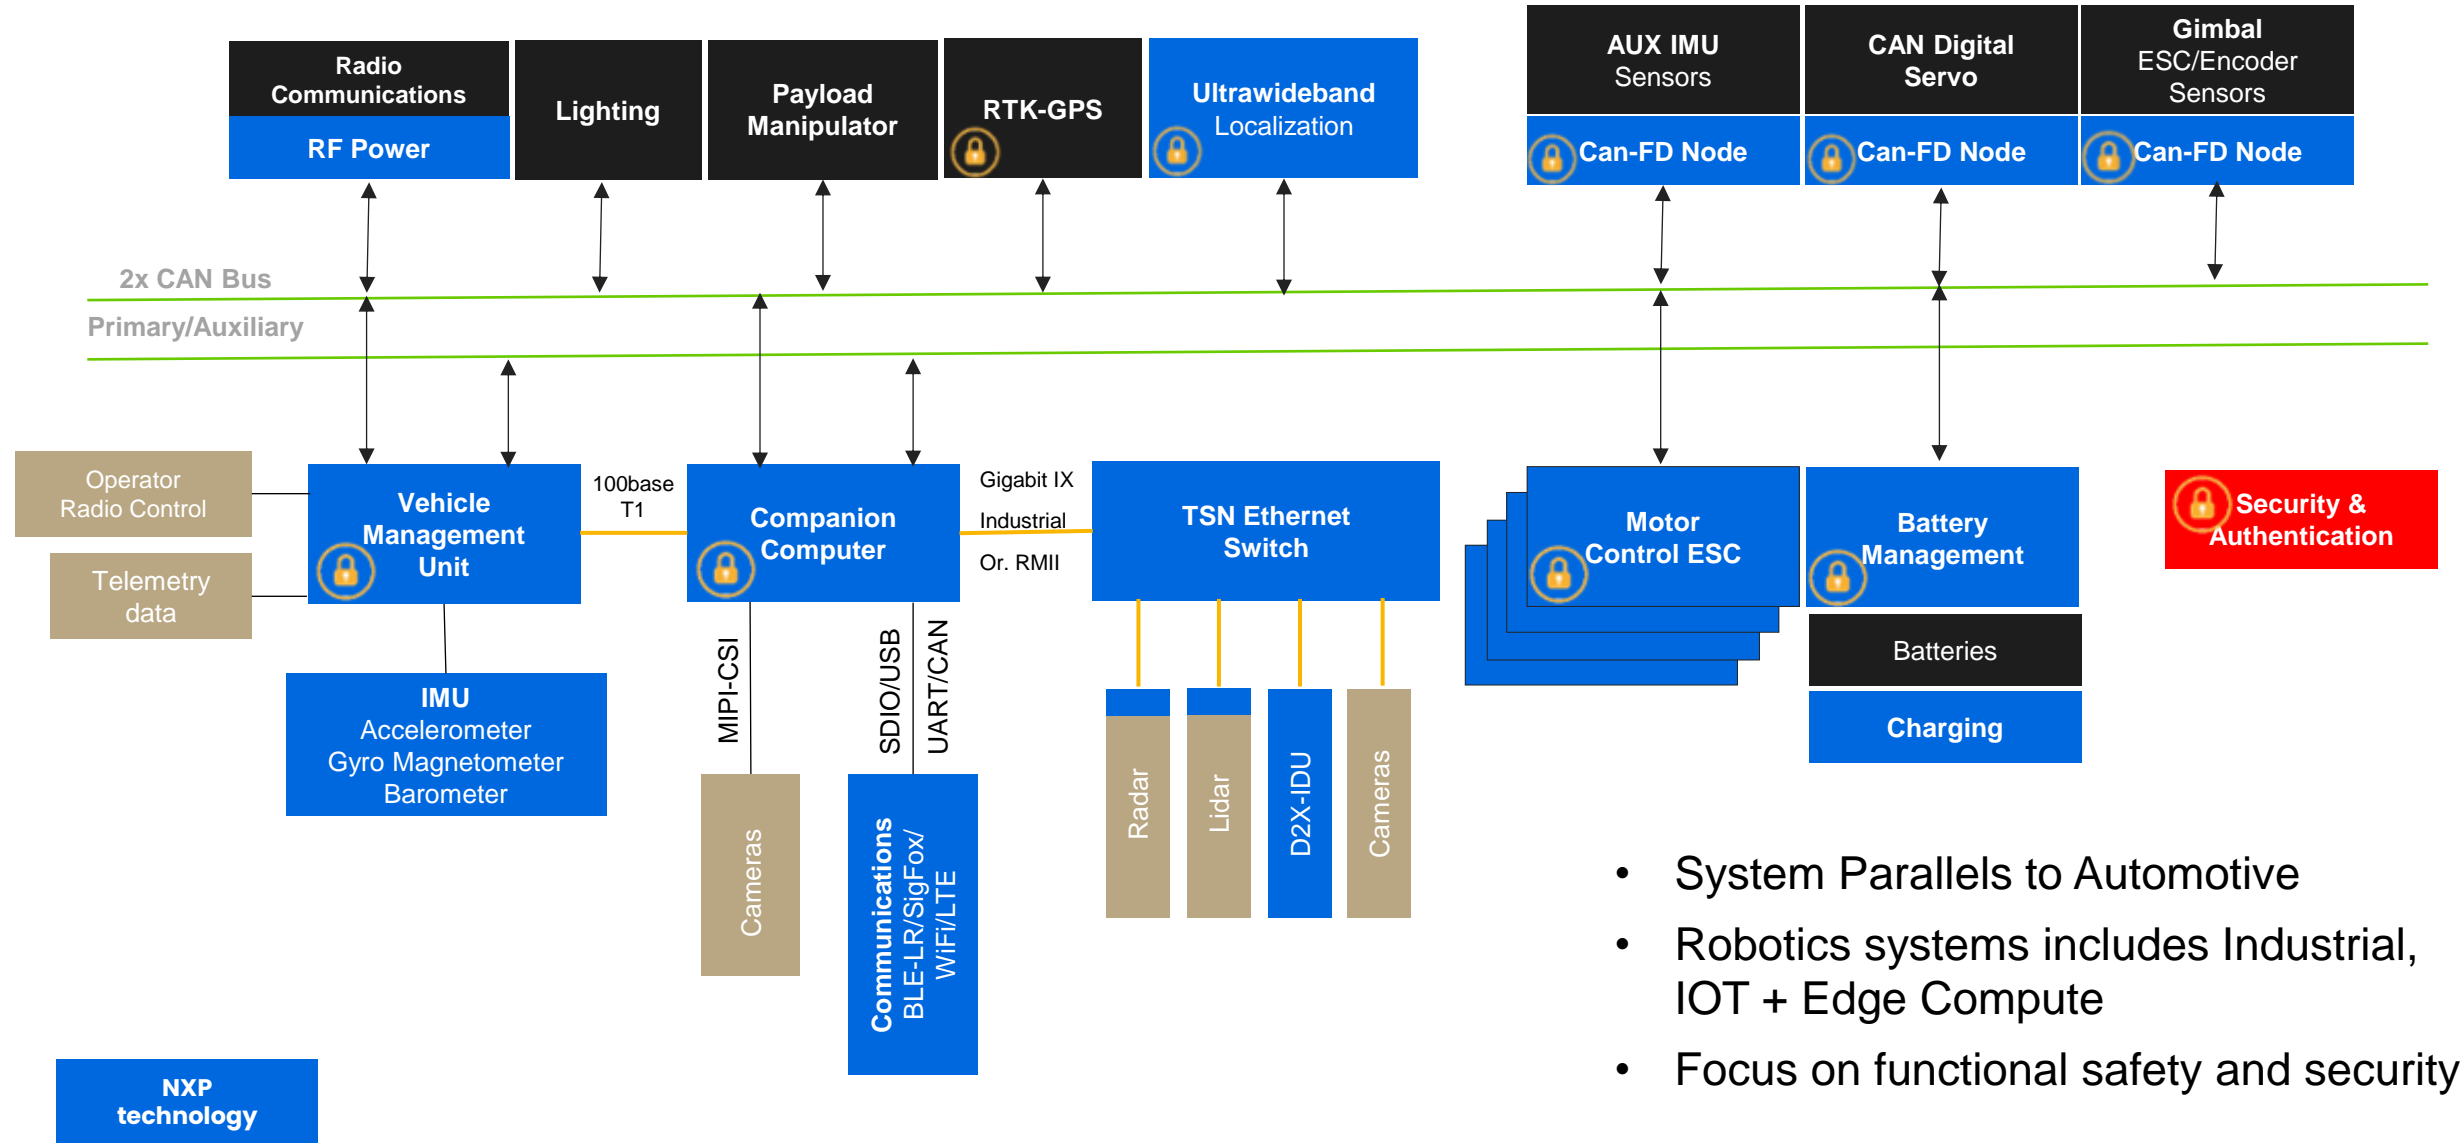 Radio
Communications
RF Power
Lighting
Payload
Manipulator
RTK-GPS
Ultrawideband
Localization
AUX IMU
Sensors
Can-FD Node
CAN Digital
Servo
Can-FD Node
Gimbal
ESC/Encoder
Sensors
Can-FD Node
2x CAN Bus
Primary/Auxiliary
Operator
Radio Control
Telemetry
data
Vehicle
Management
Unit
100base
T1
Companion
Computer
Gigabit IX
Industrial
Or. RMII
TSN Ethernet
Switch
Motor
Control ESC
Battery
Management
Batteries
Charging
Security &
Authentication
IMU
Accelerometer
Gyro Magnetometer
Barometer
MIPI-CSI
SDIO/USB
UART/CAN
Cameras
Communications
BLE-LR/SigFox/
WiFi/LTE
Radar
Lidar
D2X-IDU
Cameras
• System Parallels to Automotive
• Robotics systems includes Industrial,
IOT + Edge Compute
• Focus on functional safety and security
NXP
technology